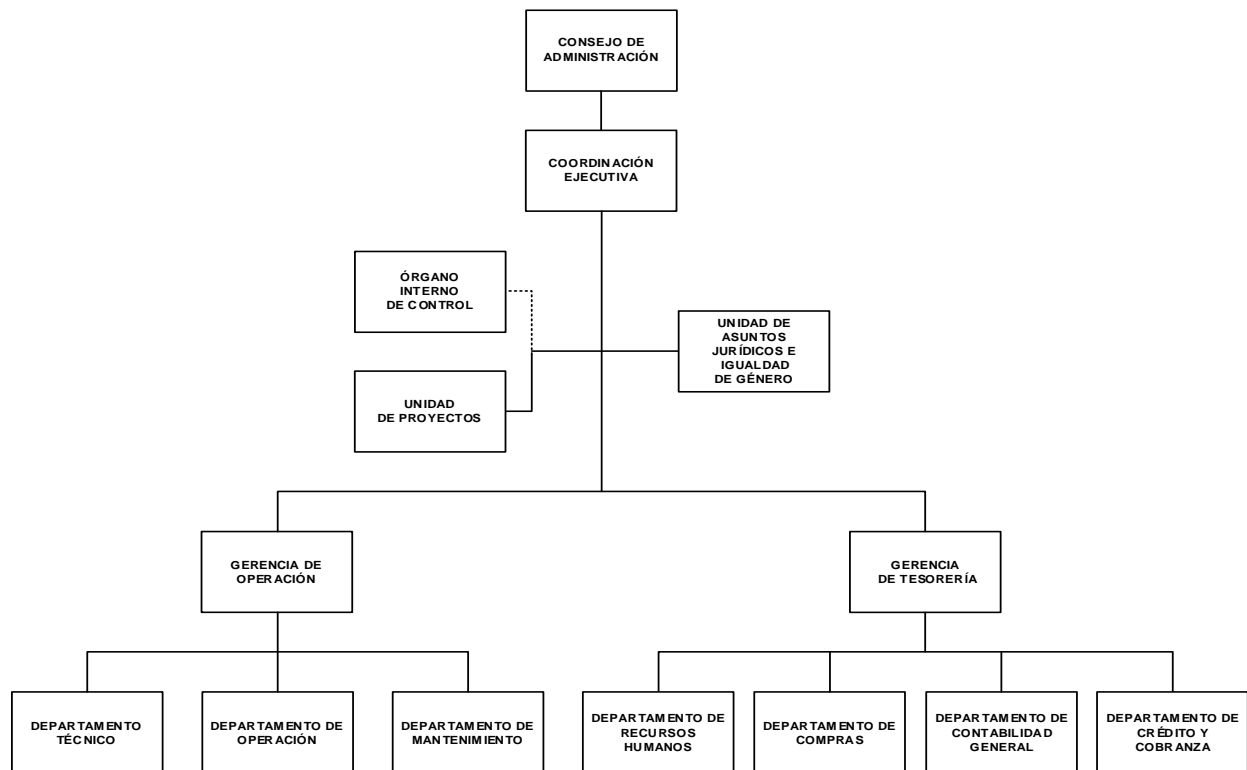 CONSEJO DE
ADMINISTRACIÓN
COORDINACIÓN
EJECUTIVA
ÓRGANO
INTERNO
DE CONTROL
UNIDAD DE
ASUNTOS
JURÍDICOS E
IGUALDAD
DE GÉNERO
UNIDAD
DE PROYECTOS
GERENCIA DE
OPERACIÓN
GERENCIA
DE TESORERÍA
DEPARTAMENTO
TÉCNICO
DEPARTAMENTO DE
OPERACIÓN
DEPARTAMENTO DE
MANTENIMIENTO
DEPARTAMENTO DE
RECURSOS
HUMANOS
DEPARTAMENTO DE
COMPRAS
DEPARTAMENTO DE
CONTABILIDAD
GENERAL
DEPARTAMENTO DE
CRÉDITO Y
COBRANZA